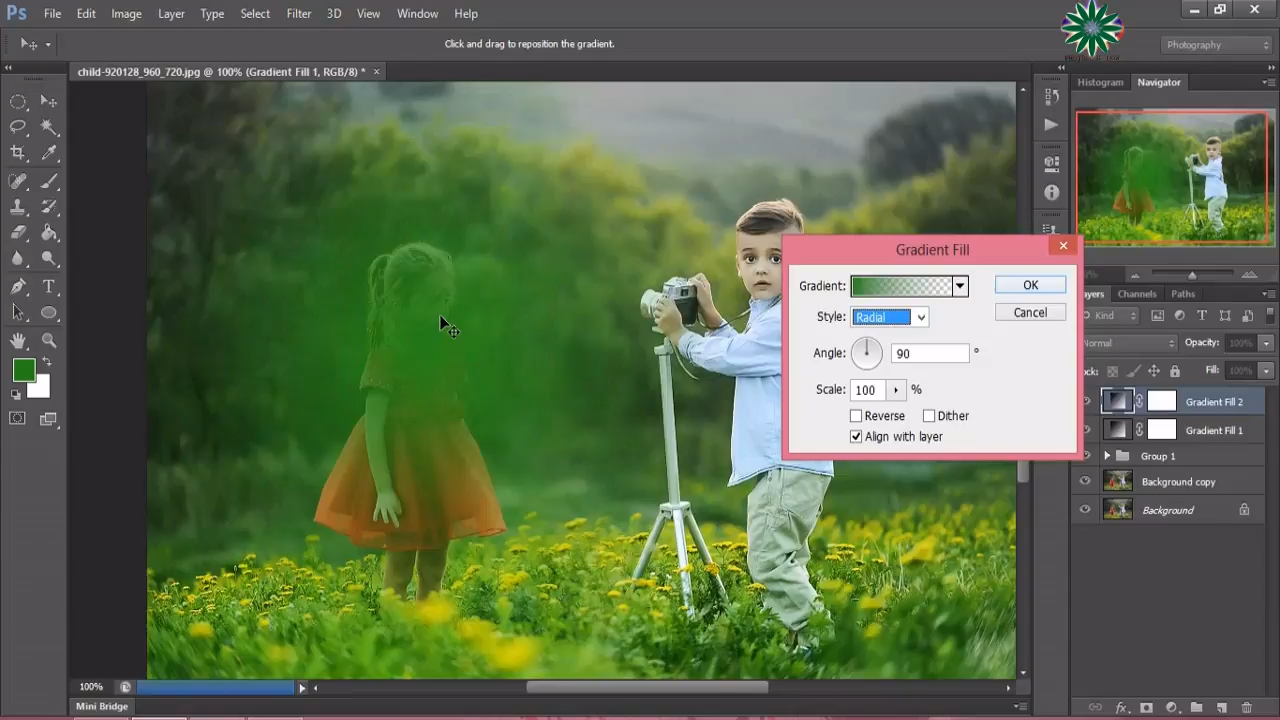 Ps File Edit Image Layer Type Select Filter 3D View Window Help
Click and drag to reposition the gradient.
Photography
child-920128_960_720.jpg @ 100% (Gradient Fill 1, RGB/8) *
Histogram Navigator
Gradient Fill
Gradient: OK
Style: Radial Cancel
Angle: 90 °
Scale: 100 %
Reverse Dither
Align with layer
Layers Channels Paths
Kind
Normal Opacity: 100%
Fill: 100%
Gradient Fill 2
Gradient Fill 1
Group 1
Background copy
Background
100%
Mini Bridge